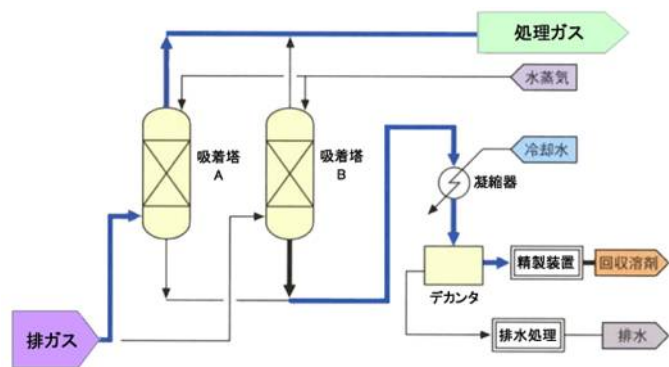 処理ガス
水蒸気
吸着塔
A
吸着塔
B
冷却水
凝縮器
デカンタ
精製装置
回収溶剤
排ガス
排水処理
排水